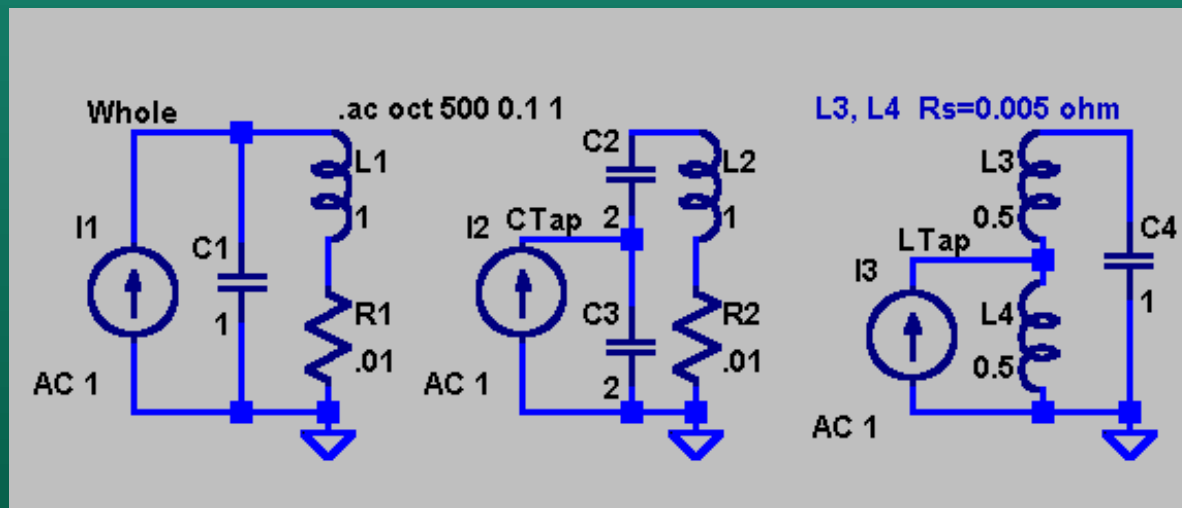 Whole
.ac oct 500 0.1 1
L3, L4 Rs=0.005 ohm
L1
1
I1
C1
1
R1
.01
AC 1
C2
2
L2
1
I2
CTap
C3
2
R2
.01
AC 1
L3
0.5
C4
1
LTap
I3
L4
0.5
AC 1